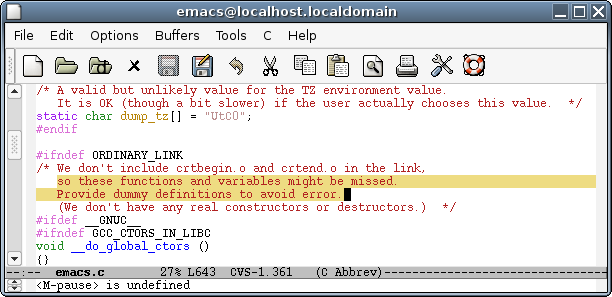 emacs@localhost.localdomain
File Edit Options Buffers Tools C Help
/* A valid but unlikely value for the TZ environment value.
   It is OK (though a bit slower) if the user actually chooses this value.  */
static char dump_tz[] = "UtC0";
#endif

#ifndef ORDINARY_LINK
/* We don't include crtbegin.o and crtend.o in the link,
   so these functions and variables might be missed.
   Provide dummy definitions to avoid error.
   (We don't have any real constructors or destructors.)  */
#ifdef __GNUC__
#ifndef GCC_CTORS_IN_LIBC
void __do_global_ctors ()
{}
--:--  emacs.c        27% L643  CVS-1.361   (C Abbrev)--------------------------------
<M-pause> is undefined